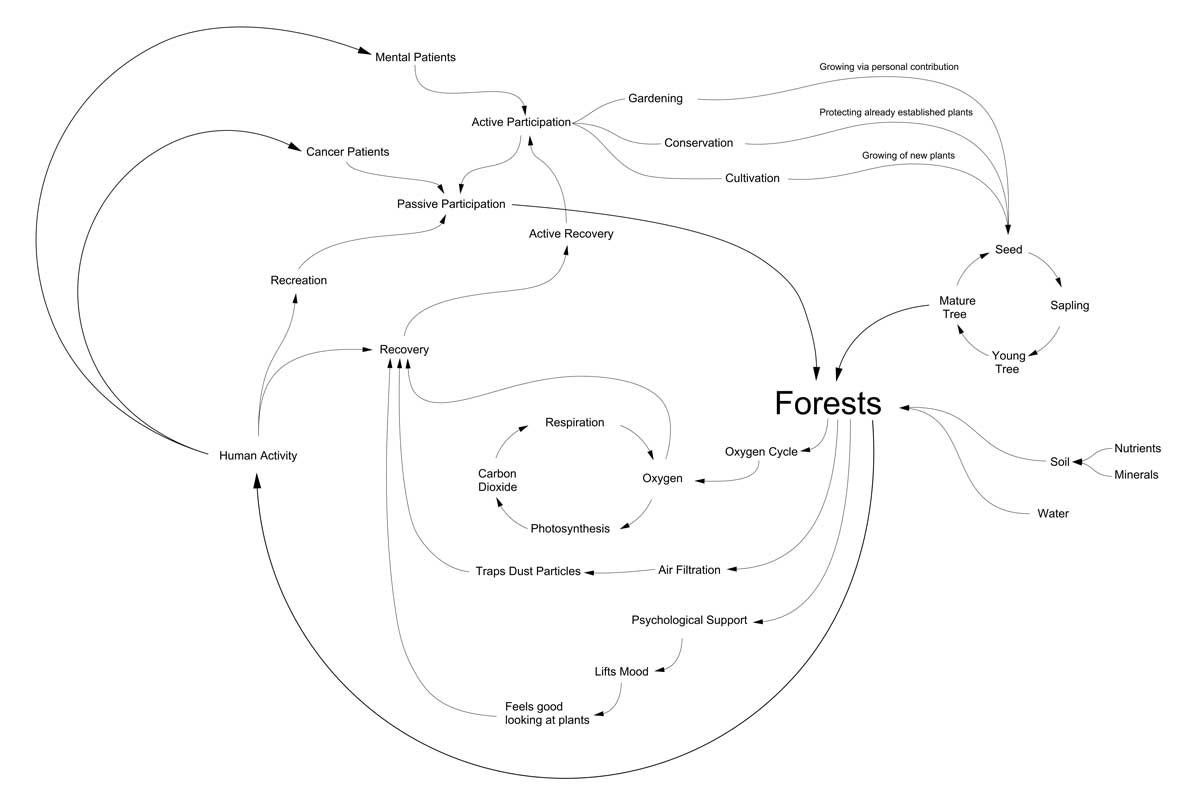 Mental Patients
Growing via personal contribution
Gardening
Protecting already established plants
Active Participation
Conservation
Cancer Patients
Growing of new plants
Cultivation
Passive Participation
Active Recovery
Seed
Recreation
Mature
Tree
Sapling
Recovery
Young
Tree
Forests
Respiration
Oxygen Cycle
Human Activity
Nutrients
Soil
Carbon
Dioxide
Oxygen
Minerals
Water
Photosynthesis
Traps Dust Particles
Air Filtration
Psychological Support
Lifts Mood
Feels good
looking at plants